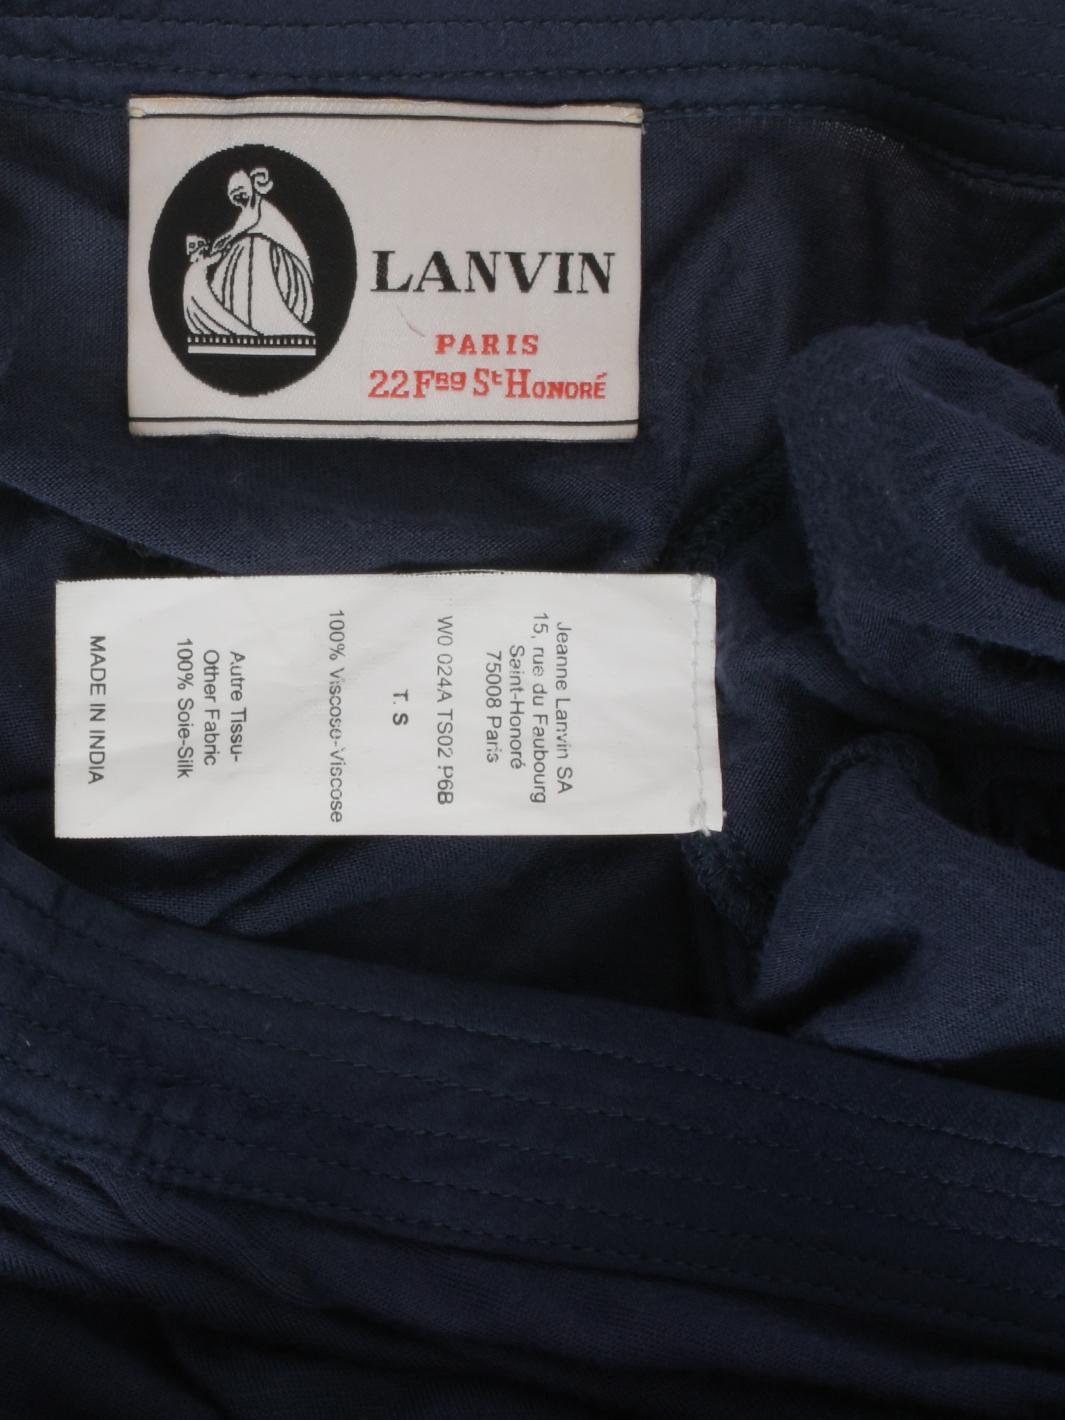 LANVIN
PARIS
22 Frg St HONORÉ
Jeanne Lanvin SA
15, rue du Faubourg
Saint-Honoré
75008 Paris
W0 024A TS02 P6B
T. S
100% Viscose-Viscose
Autre Tissu-
Other Fabric
100% Soie-Silk
MADE IN INDIA